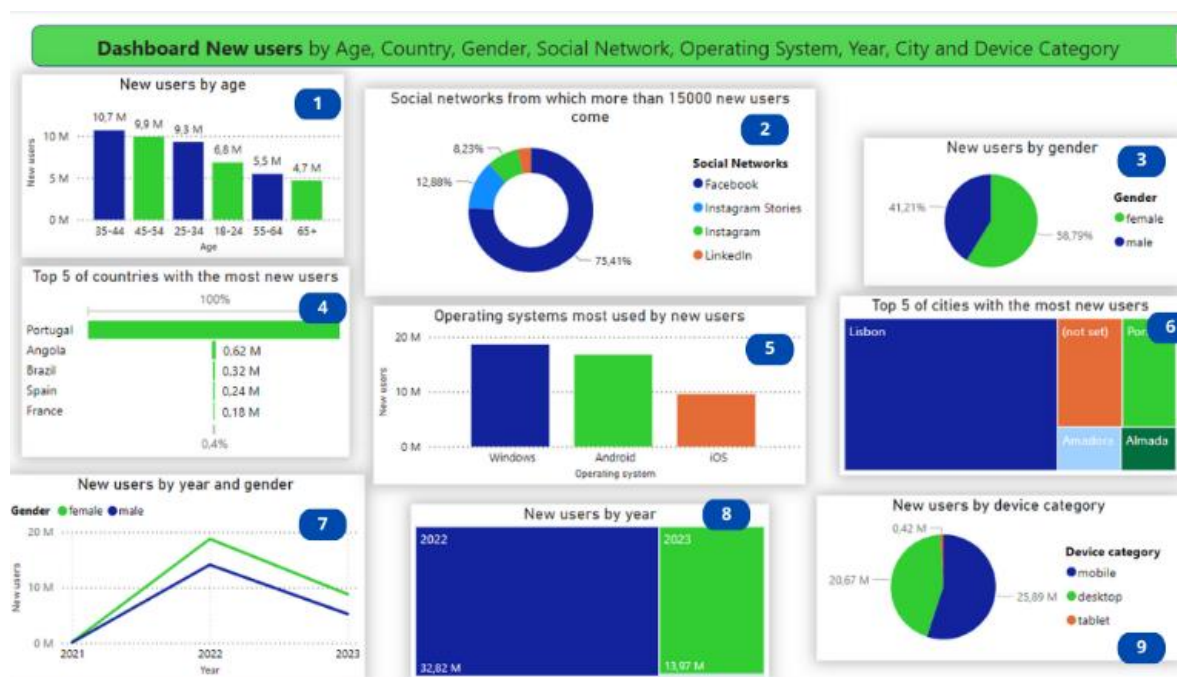 Dashboard New users by Age, Country, Gender, Social Network, Operating System, Year, City and Device Category
New users by age
1
10,7 M
9,9 M
9,3 M
6,8 M
5,5 M
4,7 M
10 M
5 M
0 M
New users
35-44
45-54
25-34
18-24
55-64
65+
Age
Social networks from which more than 15000 new users
come
2
8,23%
12,88%
75,41%
Social Networks
Facebook
Instagram Stories
Instagram
LinkedIn
New users by gender
3
41,21%
58,79%
Gender
female
male
Top 5 of countries with the most new users
4
100%
Portugal
Angola
0,62 M
Brazil
0,32 M
Spain
0,24 M
France
0,18 M
0,4%
Operating systems most used by new users
5
20 M
10 M
0 M
New users
Windows
Android
iOS
Operating system
Top 5 of cities with the most new users
6
Lisbon
(not set)
Por...
Amadora
Almada
New users by year and gender
7
Gender
female
male
20 M
10 M
0 M
New users
2021
2022
2023
Year
New users by year
8
2022
2023
32,82 M
13,97 M
New users by device category
9
0,42 M
20,67 M
25,89 M
Device category
mobile
desktop
tablet